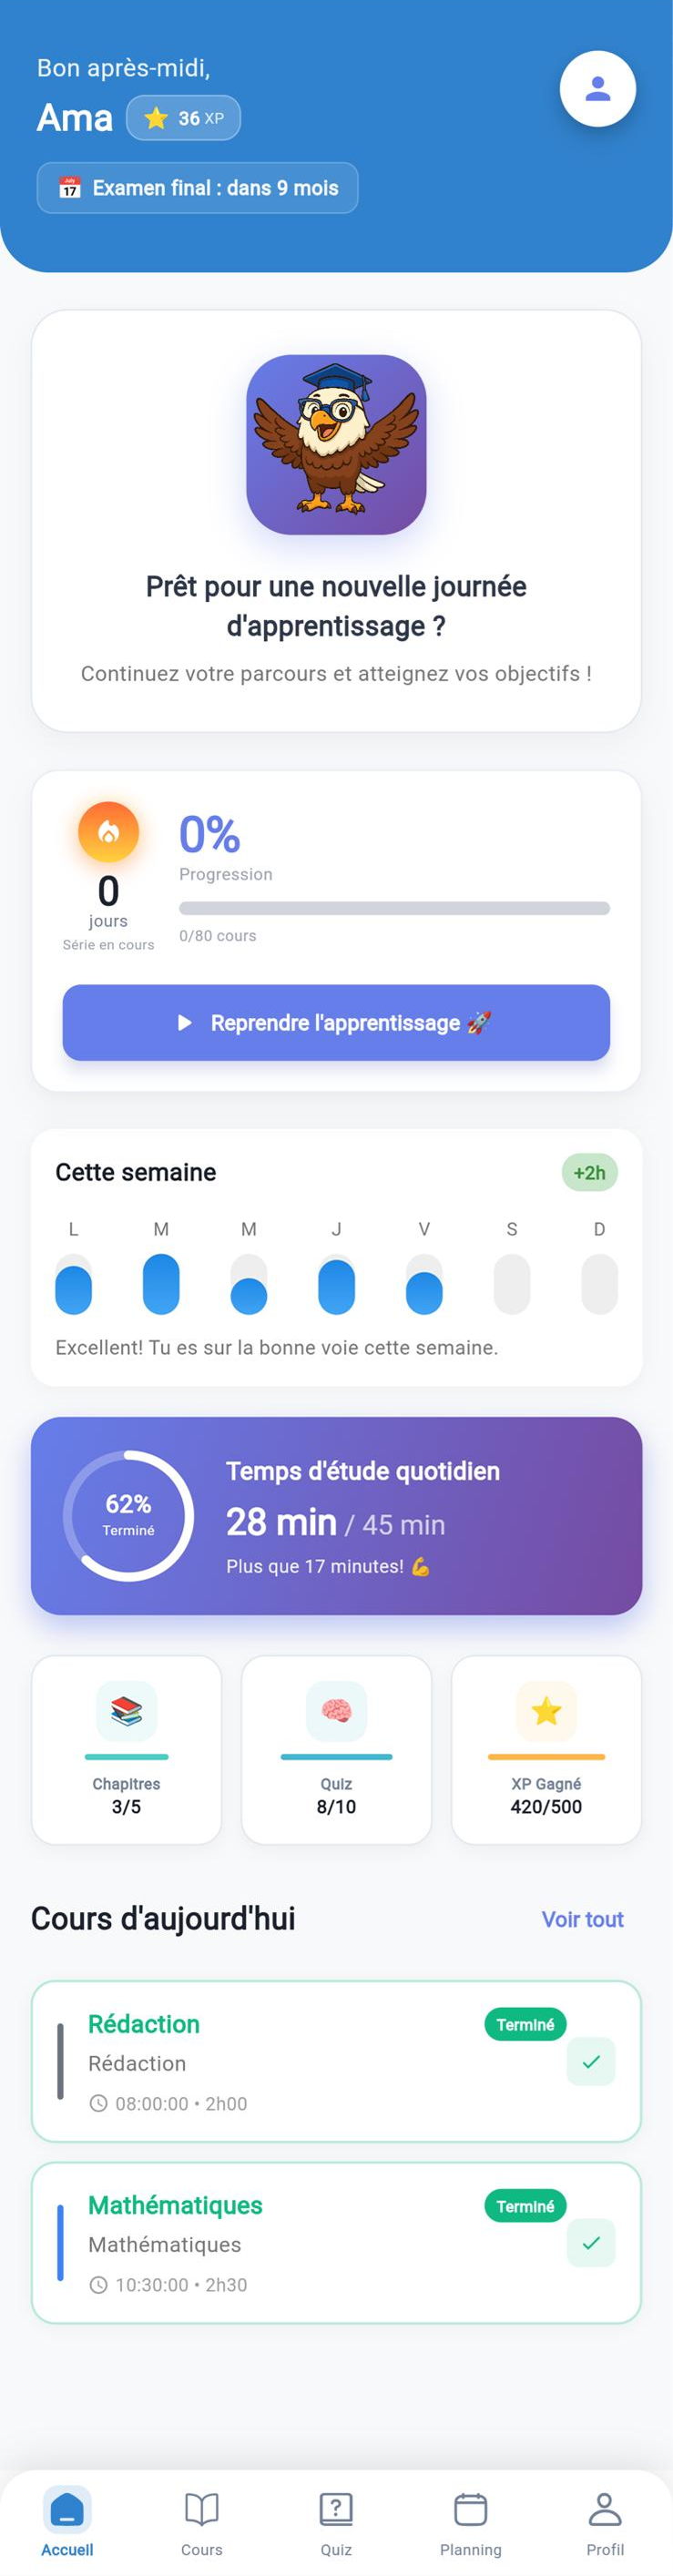 Bon après-midi,
Ama ⭐ 36 XP
July 17 Examen final : dans 9 mois
Prêt pour une nouvelle journée
d'apprentissage ?
Continuez votre parcours et atteignez vos objectifs !
0%
Progression
0
jours
Série en cours
0/80 cours
Reprendre l'apprentissage 🚀
Cette semaine +2h
L M M J V S D
Excellent! Tu es sur la bonne voie cette semaine.
62%
Terminé
Temps d'étude quotidien
28 min / 45 min
Plus que 17 minutes! 💪
Chapitres
3/5
Quiz
8/10
XP Gagné
420/500
Cours d'aujourd'hui Voir tout
Rédaction Terminé
Rédaction
08:00:00 • 2h00
Mathématiques Terminé
Mathématiques
10:30:00 • 2h30
Accueil Cours Quiz Planning Profil